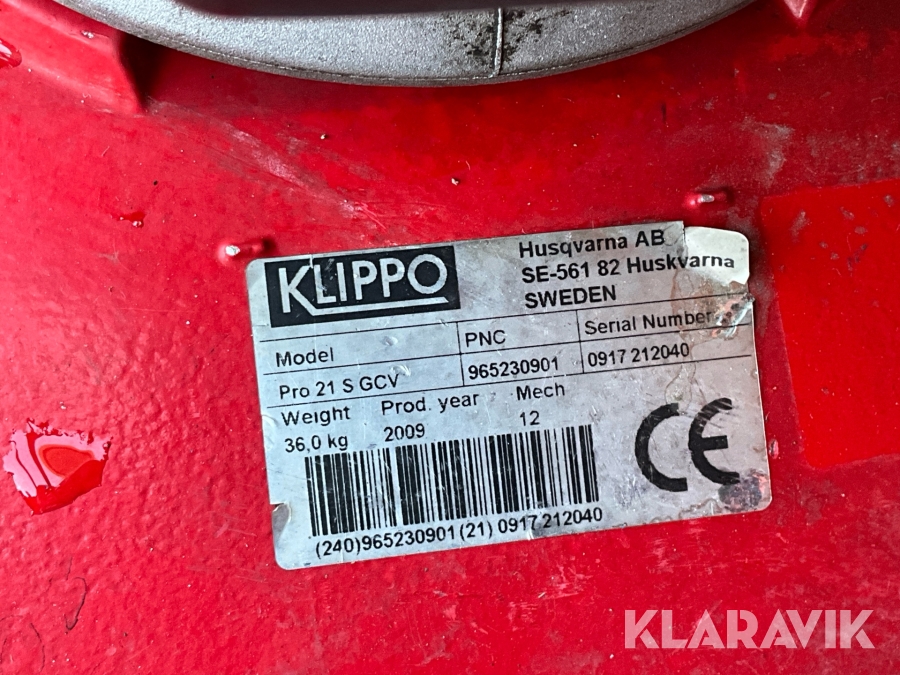 KLIPPO
Husqvarna AB
SE-561 82 Huskvarna
SWEDEN
Model PNC Serial Number
Pro 21 S GCV 965230901 0917 212040
Weight Prod. year Mech
36,0 kg 2009 12
CE
(240)965230901(21) 0917 212040
KLARAVIK